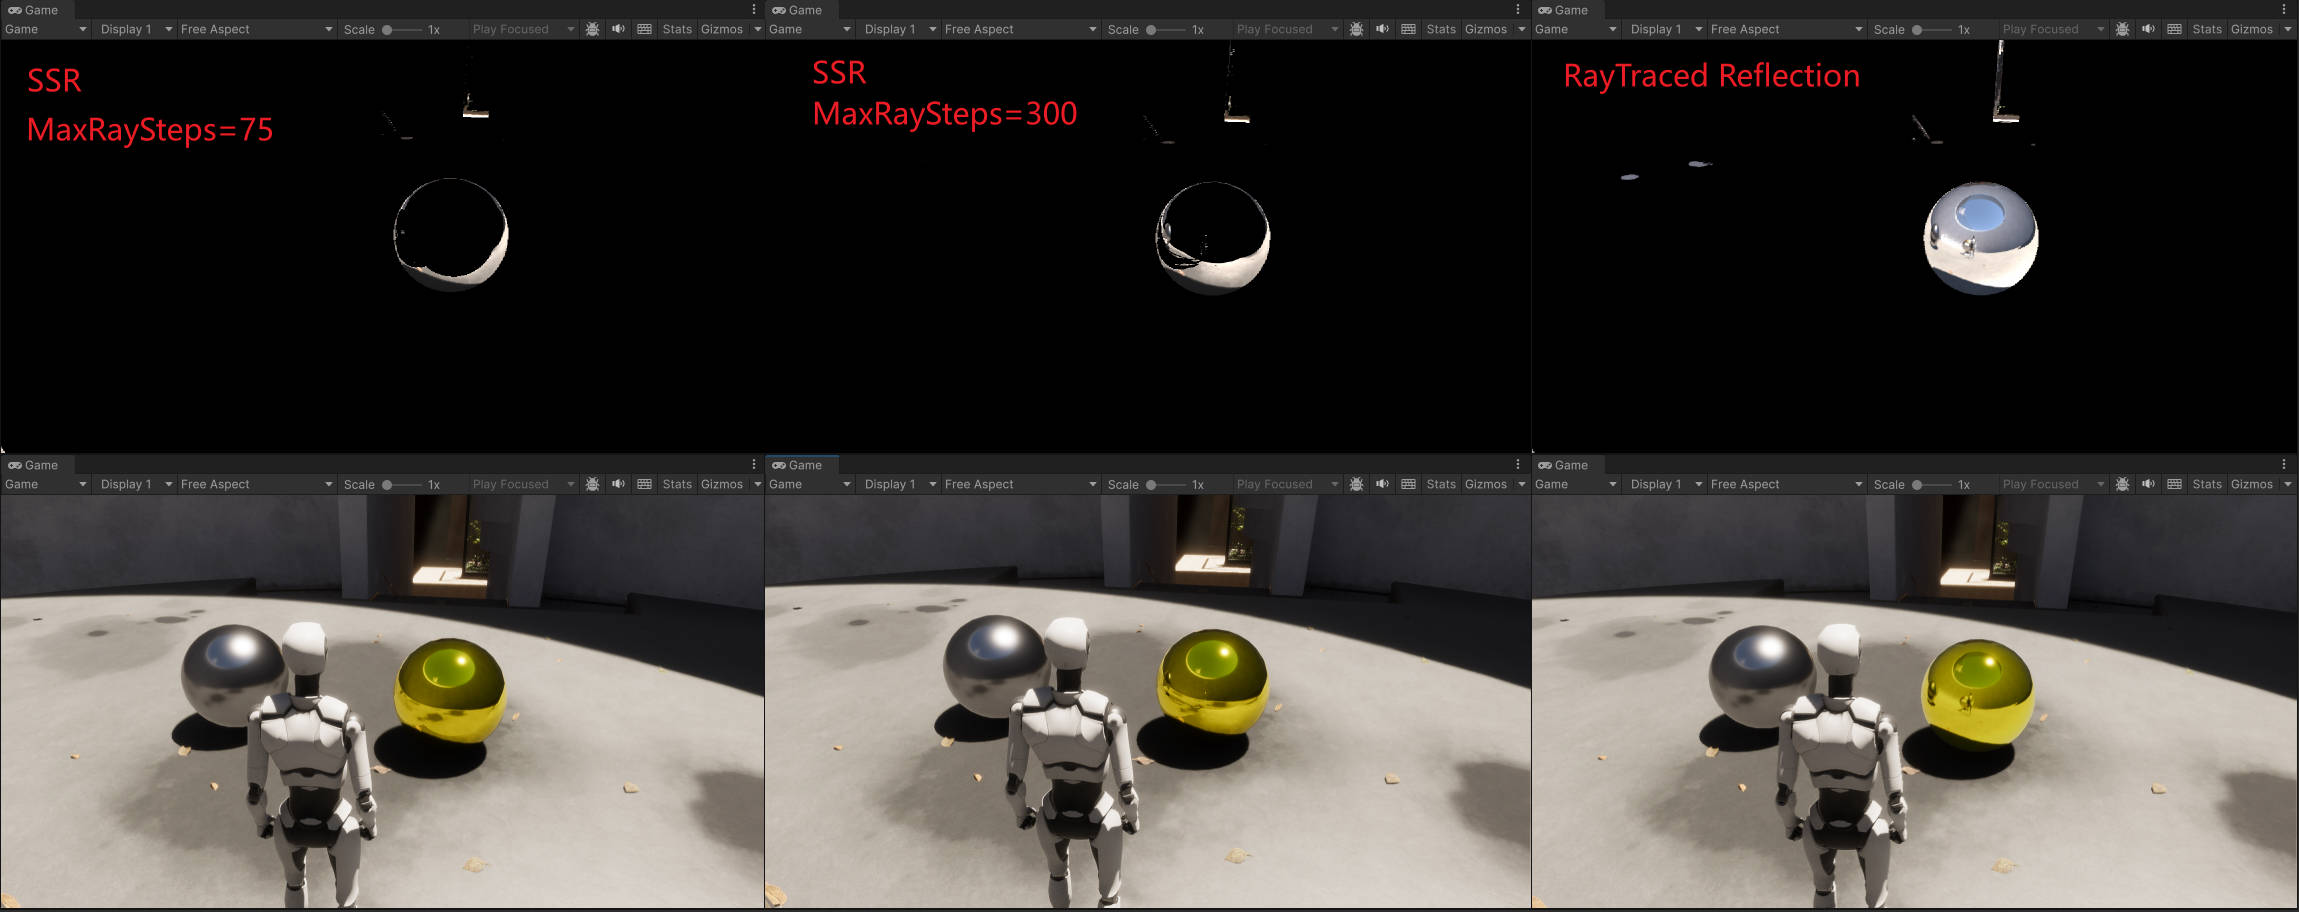 Game
Game
Game
Game Display 1 Free Aspect Scale 1x Play Focused Stats Gizmos
Game Display 1 Free Aspect Scale 1x Play Focused Stats Gizmos
Game Display 1 Free Aspect Scale 1x Play Focused Stats Gizmos
SSR
MaxRaySteps=75
SSR
MaxRaySteps=300
RayTraced Reflection
Game
Game
Game
Game Display 1 Free Aspect Scale 1x Play Focused Stats Gizmos
Game Display 1 Free Aspect Scale 1x Play Focused Stats Gizmos
Game Display 1 Free Aspect Scale 1x Play Focused Stats Gizmos